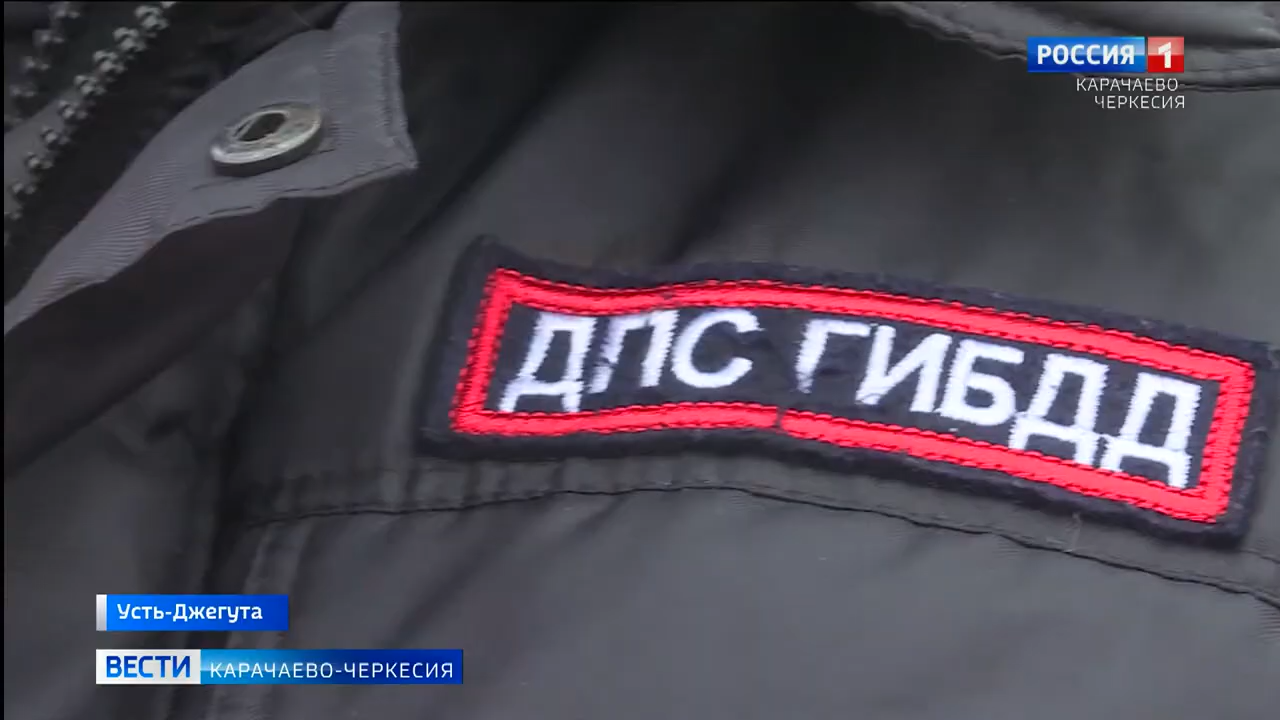 РОССИЯ 1
КАРАЧАЕВО
ЧЕРКЕСИЯ
ДПС ГИБДД
Усть-Джегута
ВЕСТИ КАРАЧАЕВО-ЧЕРКЕСИЯ